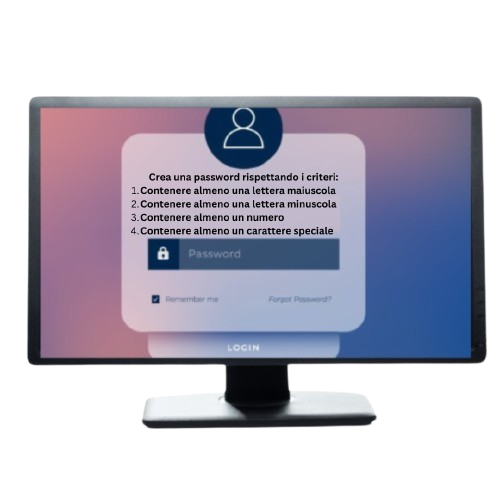 Crea una password rispettando i criteri:
1. Contenere almeno una lettera maiuscola
2. Contenere almeno una lettera minuscola
3. Contenere almeno un numero
4. Contenere almeno un carattere speciale
Password
Remember me Forgot Password?
LOGIN